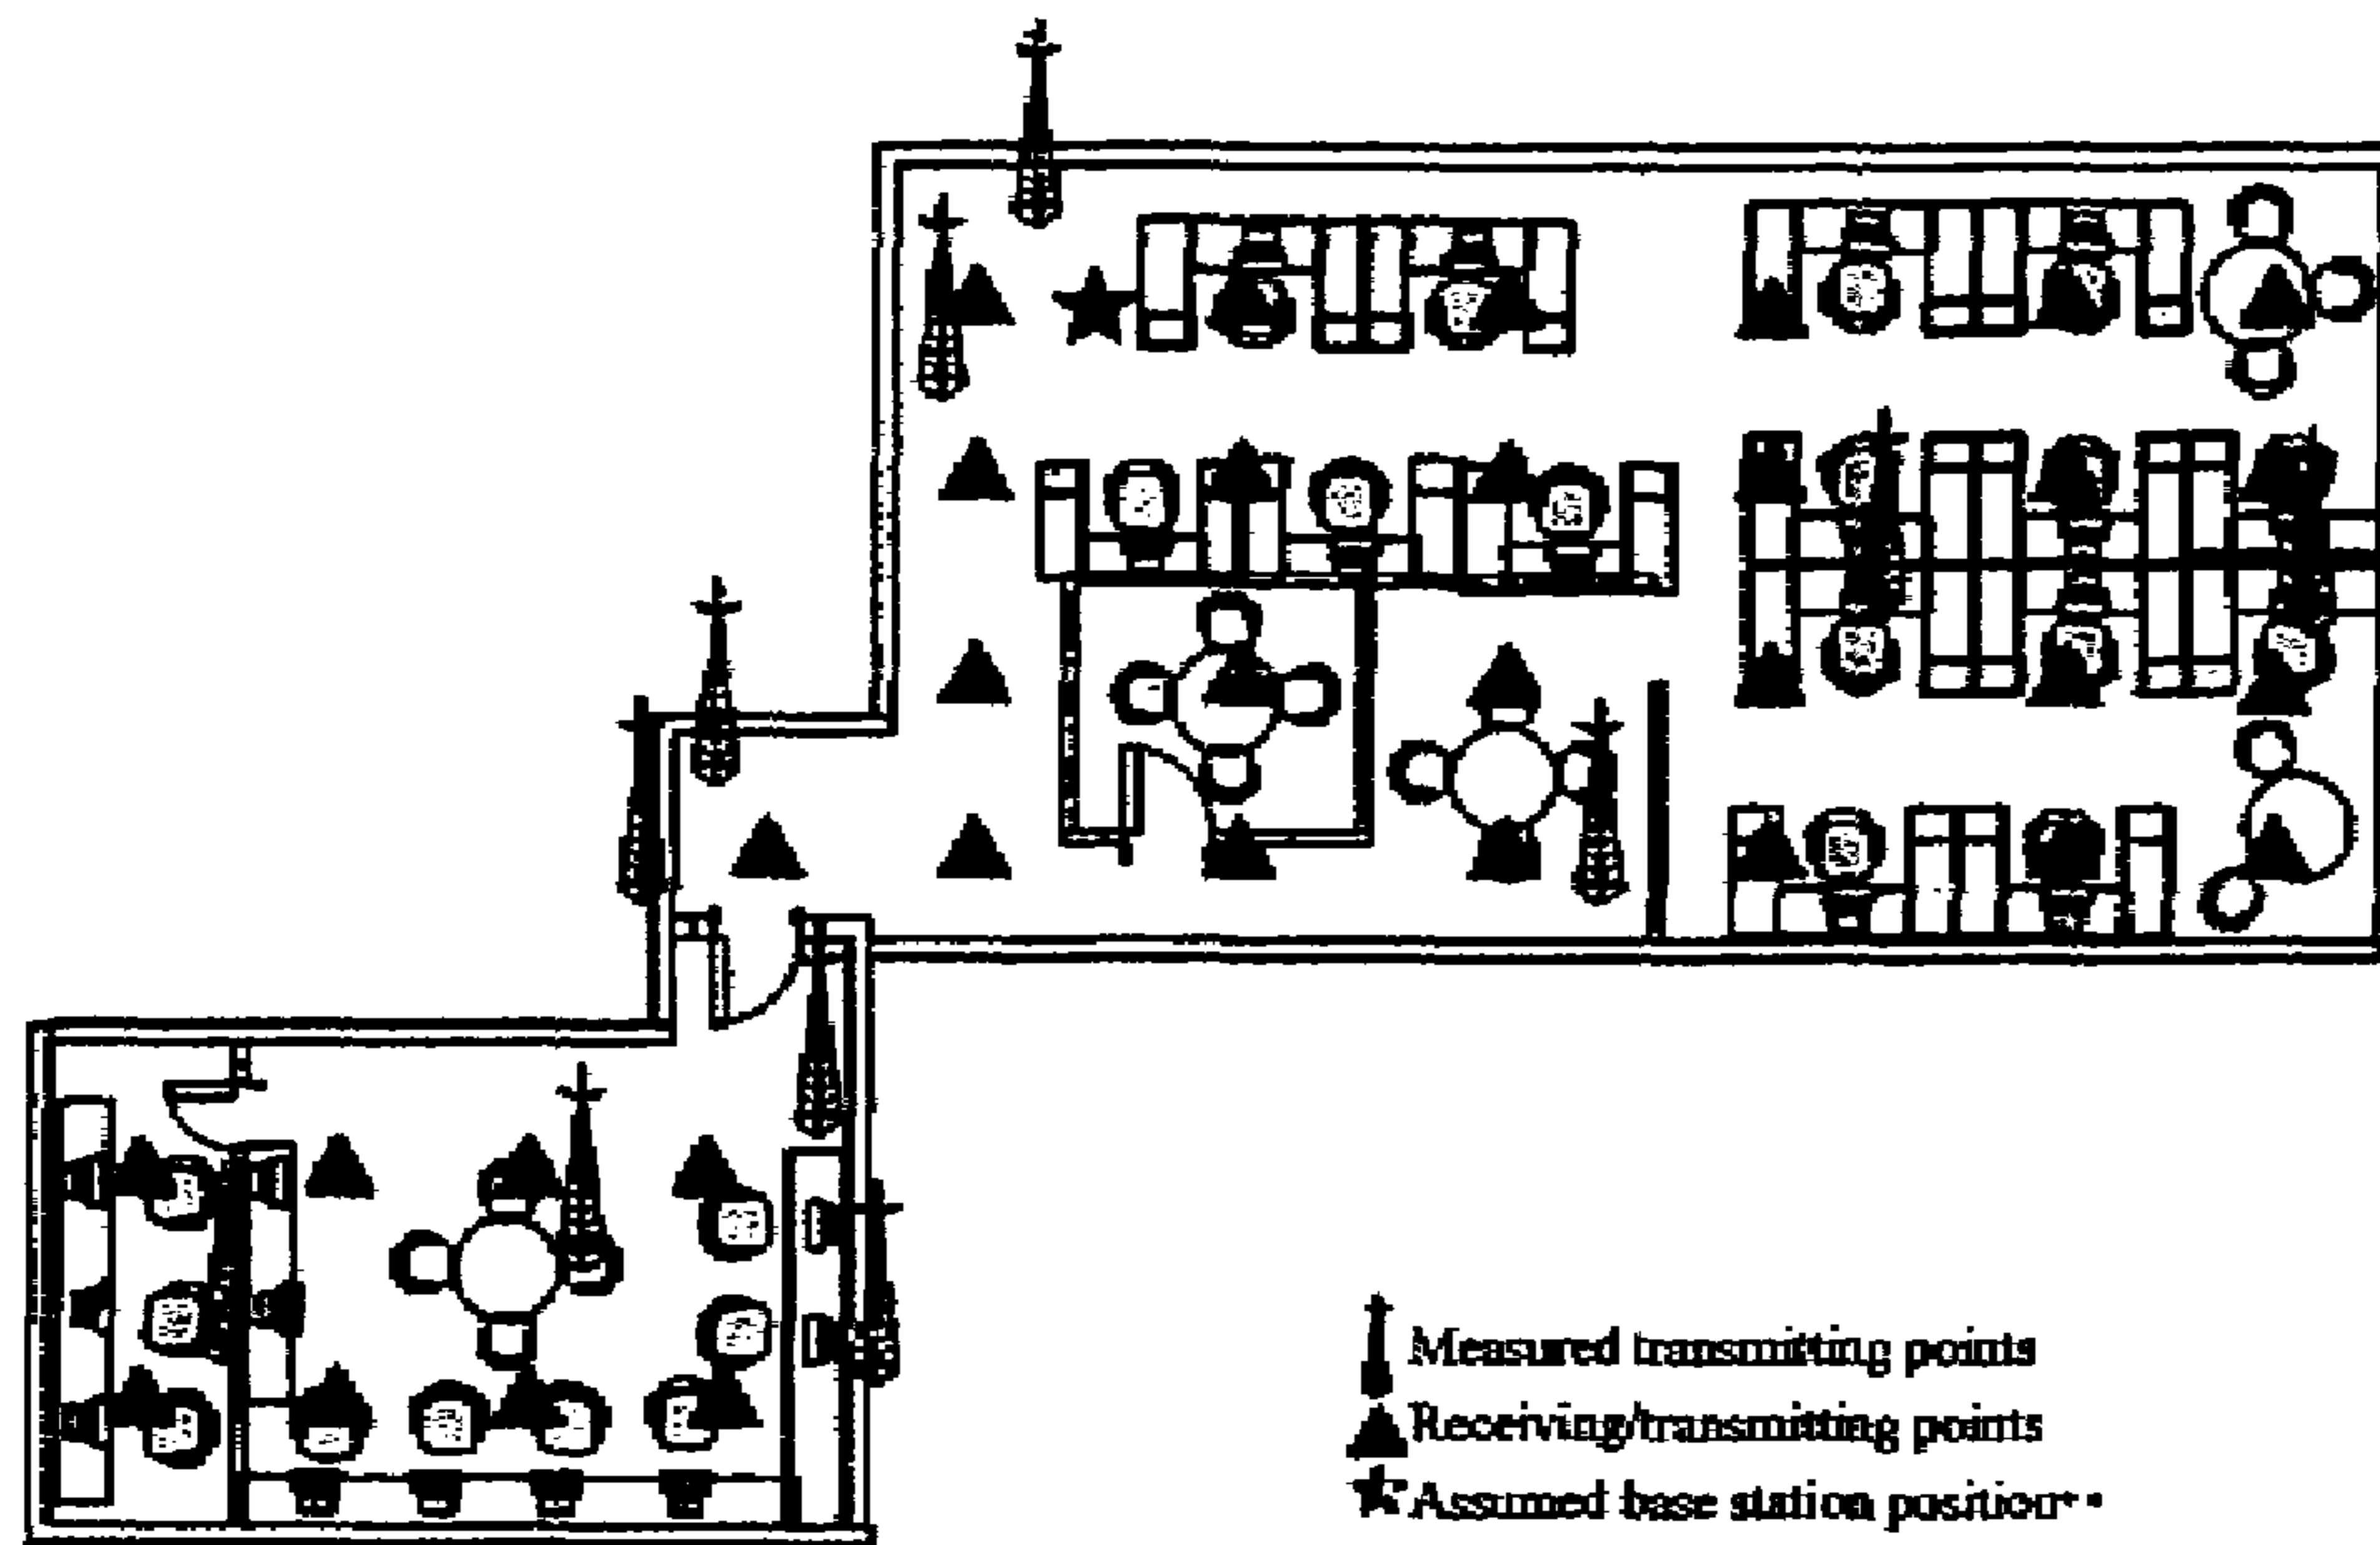 Measured transmitting points
Receiving/transmitting points
Assumed base station position